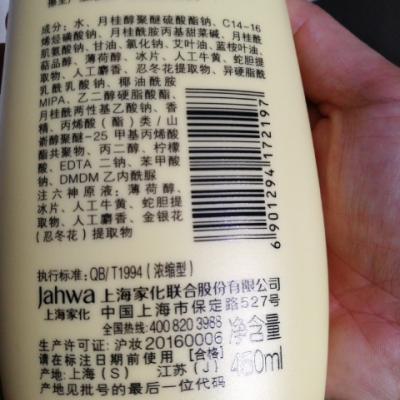 成分：水、月桂醇聚醚硫酸酯钠、C14-16
烯烃磺酸钠、月桂酰胺丙基甜菜碱、月桂酰
肌氨酸钠、甘油、氯化钠、艾叶油、蓝桉叶油、
萜品醇、薄荷醇、冰片、人工牛黄、蛇胆提
取物、人工麝香、忍冬花提取物、异硬脂酰
乳酰乳酸钠、椰油酰胺
MIPA、乙二醇硬脂酸酯、
月桂酰两性基乙酸钠、香
精、丙烯酸（酯）类/山
嵛醇聚醚-25 甲基丙烯酸
酯共聚物、丙二醇、柠檬
酸、EDTA 二钠、苯甲酸
钠、DMDM 乙内酰脲
注六神原液：薄荷醇、
冰片、人工牛黄、蛇胆提
取物、人工麝香、金银花
(忍冬花）提取物
6 901294 172197
执行标准：QB/T1994（浓缩型）
Jahwa 上海家化联合股份有限公司
上海家化 中国上海市保定路527号
全国热线:400 820 3988
生产许可证: 沪妆20160006
请在标注日期前使用 [合格]
产地: 上海(S) 江苏(J)
产地见批号的最后一位代码
净含量
450ml